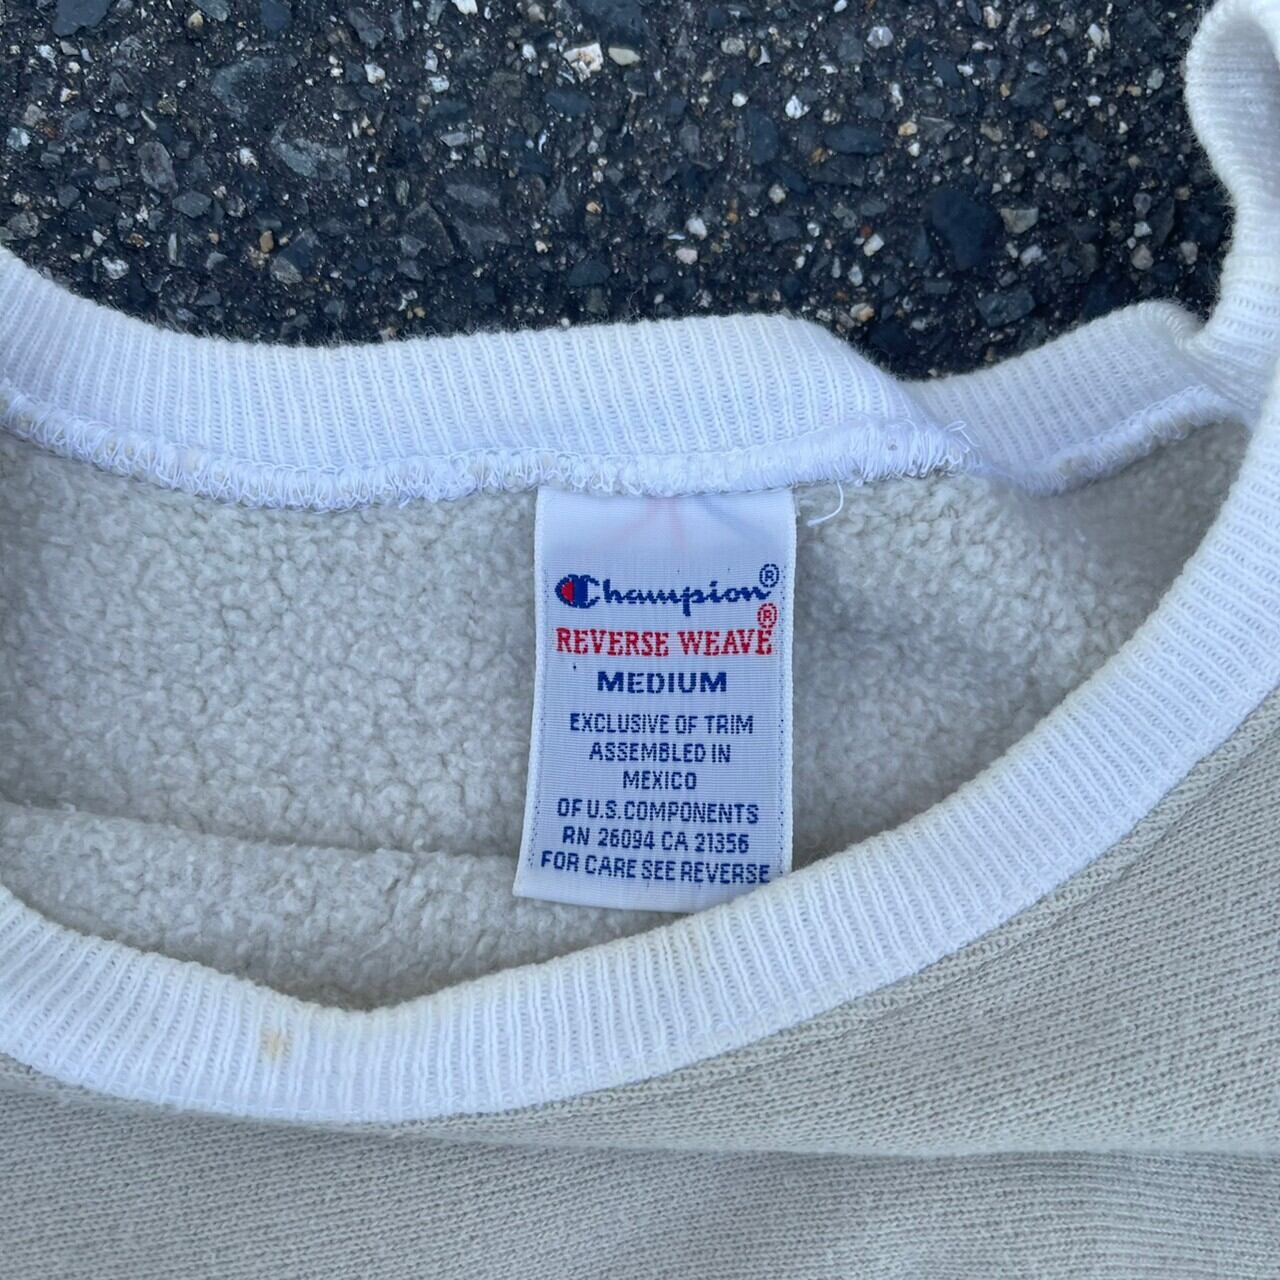 Champion®
REVERSE WEAVE®
MEDIUM
EXCLUSIVE OF TRIM
ASSEMBLED IN
MEXICO
OF U.S.COMPONENTS
RN 26094 CA 21356
FOR CARE SEE REVERSE